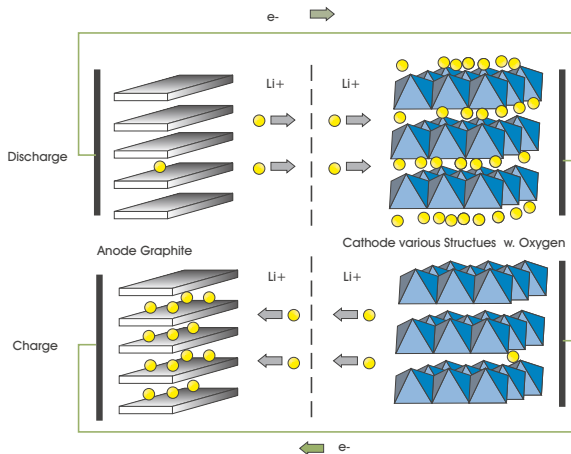 e-
Li+ Li+
Discharge
Anode Graphite
Cathode various Structues w. Oxygen
Li+ Li+
Charge
e-